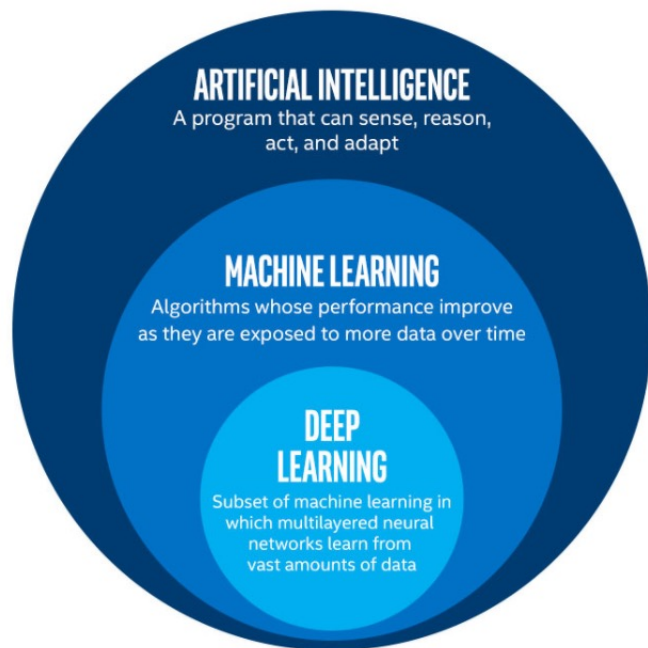 ARTIFICIAL INTELLIGENCE
A program that can sense, reason,
act, and adapt
MACHINE LEARNING
Algorithms whose performance improve
as they are exposed to more data over time
DEEP
LEARNING
Subset of machine learning in
which multilayered neural
networks learn from
vast amounts of data